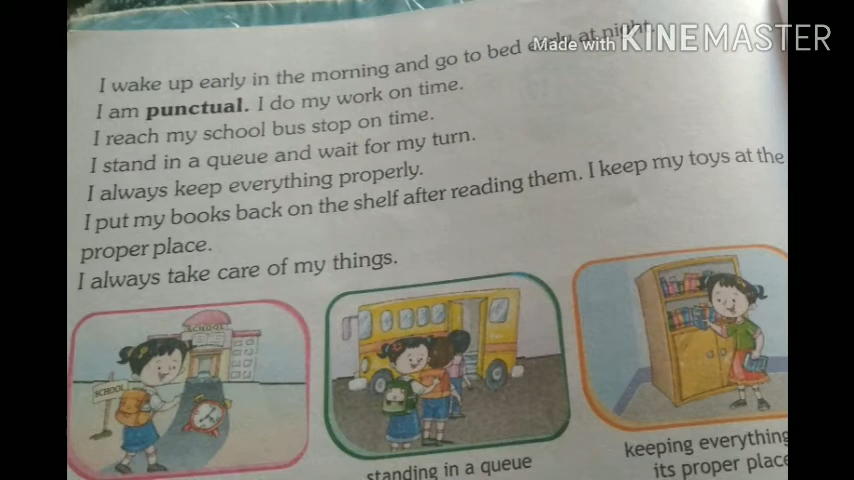 Made with KINEMASTER
I wake up early in the morning and go to bed early at night.
I am punctual. I do my work on time.
I reach my school bus stop on time.
I stand in a queue and wait for my turn.
I always keep everything properly.
I put my books back on the shelf after reading them. I keep my toys at the
proper place.
I always take care of my things.
SCHOOL
SCHOOL
standing in a queue
keeping everything
its proper place